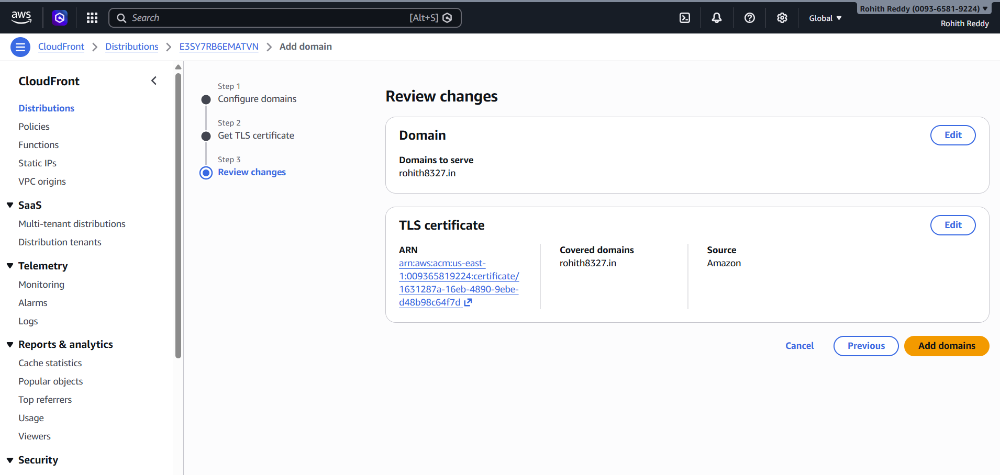 aws
Search
[Alt+S]
Global
Rohith Reddy (0093-6581-9224)
Rohith Reddy
CloudFront
Distributions
E3SY7RB6EMATVN
Add domain
CloudFront
Distributions
Policies
Functions
Static IPs
VPC origins
SaaS
Multi-tenant distributions
Distribution tenants
Telemetry
Monitoring
Alarms
Logs
Reports & analytics
Cache statistics
Popular objects
Top referrers
Usage
Viewers
Security
Step 1
Configure domains
Step 2
Get TLS certificate
Step 3
Review changes
Review changes
Domain
Edit
Domains to serve
rohith8327.in
TLS certificate
Edit
ARN
arn:aws:acm:us-east-
1:009365819224:certificate/
1631287a-16eb-4890-9ebe-
d48b98c64f7d
Covered domains
rohith8327.in
Source
Amazon
Cancel
Previous
Add domains